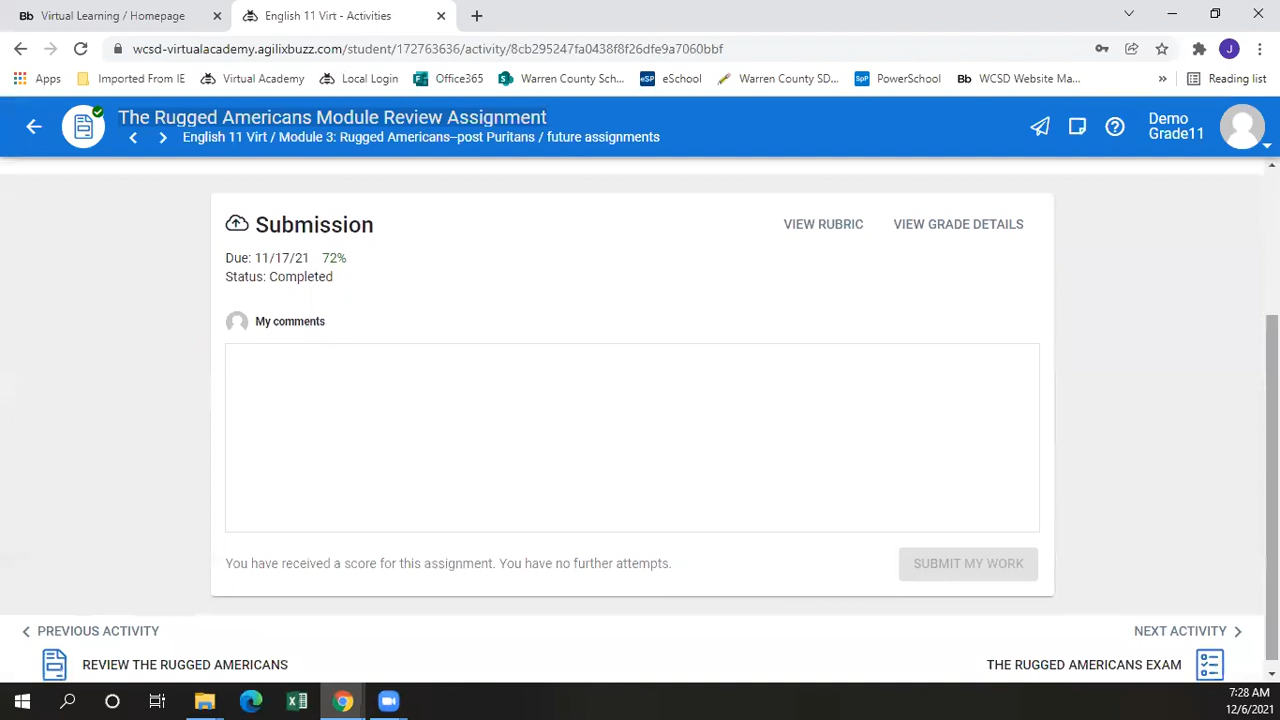 Bb Virtual Learning / Homepage
English 11 Virt - Activities
wcsd-virtualacademy.agilixbuzz.com/student/172763636/activity/8cb295247fa0438f8f26dfe9a7060bbf
J
Apps Imported From IE Virtual Academy Local Login Office365 Warren County Sch... eSP eSchool Warren County SD... SpP PowerSchool Bb WCSD Website Ma... » Reading list
The Rugged Americans Module Review Assignment
English 11 Virt / Module 3: Rugged Americans--post Puritans / future assignments
Demo
Grade11
Submission
VIEW RUBRIC VIEW GRADE DETAILS
Due: 11/17/21 72%
Status: Completed
My comments
You have received a score for this assignment. You have no further attempts.
SUBMIT MY WORK
PREVIOUS ACTIVITY
NEXT ACTIVITY
REVIEW THE RUGGED AMERICANS
THE RUGGED AMERICANS EXAM
7:28 AM
12/6/2021